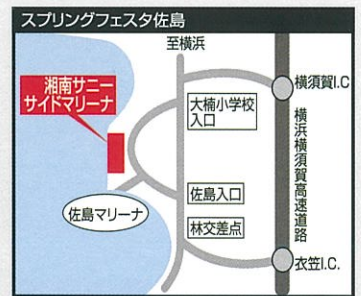 スプリングフェスタ佐島
至横浜
湘南サニー
サイドマリーナ
横須賀I.C
大楠小学校
入口
横浜横須賀高速道路
佐島入口
佐島マリーナ
林交差点
衣笠I.C.